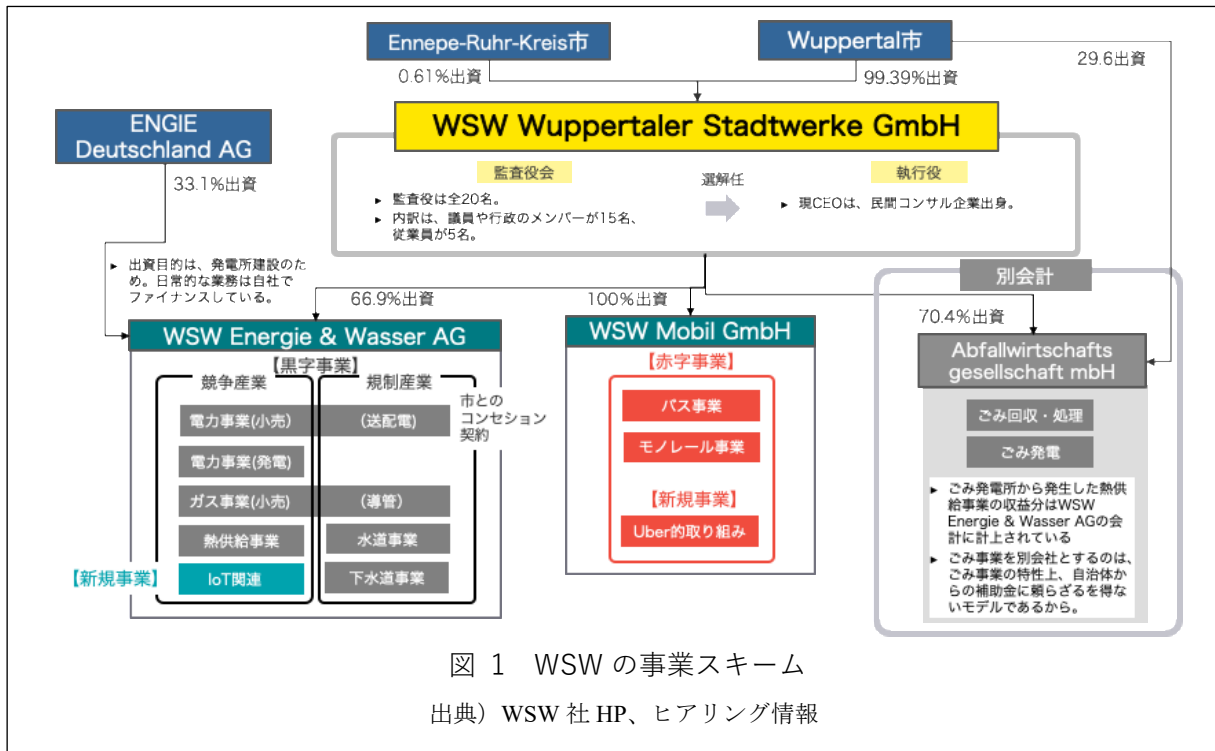 Ennepe-Ruhr-Kreis市
Wuppertal市
0.61%出資
99.39%出資
29.6出資
ENGIE
Deutschland AG
33.1%出資
WSW Wuppertaler Stadtwerke GmbH
監査役会
選解任
執行役
► 監査役は全20名。
► 内訳は、議員や行政のメンバーが15名、
従業員が5名。
► 現CEOは、民間コンサル企業出身。
► 出資目的は、発電所建設のた
め。日常的な業務は自社で
ファイナンスしている。
66.9%出資
100%出資
別会計
70.4%出資
WSW Energie & Wasser AG
【黒字事業】
競争産業
規制産業
市との
コンセション
契約
電力事業(小売)
(送配電)
電力事業(発電)
ガス事業(小売)
(導管)
熱供給事業
水道事業
【新規事業】
IoT関連
下水道事業
WSW Mobil GmbH
【赤字事業】
バス事業
モノレール事業
【新規事業】
Uber的取り組み
Abfallwirtschafts
gesellschaft mbH
ごみ回収・処理
ごみ発電
► ごみ発電所から発生した熱供
給事業の収益分はWSW
Energie & Wasser AGの会
計に計上されている
► ごみ事業を別会社とするのは、
ごみ事業の特性上、自治体か
らの補助金に頼らざるを得な
いモデルであるから。
図 1 WSW の事業スキーム
出典）WSW 社 HP、ヒアリング情報